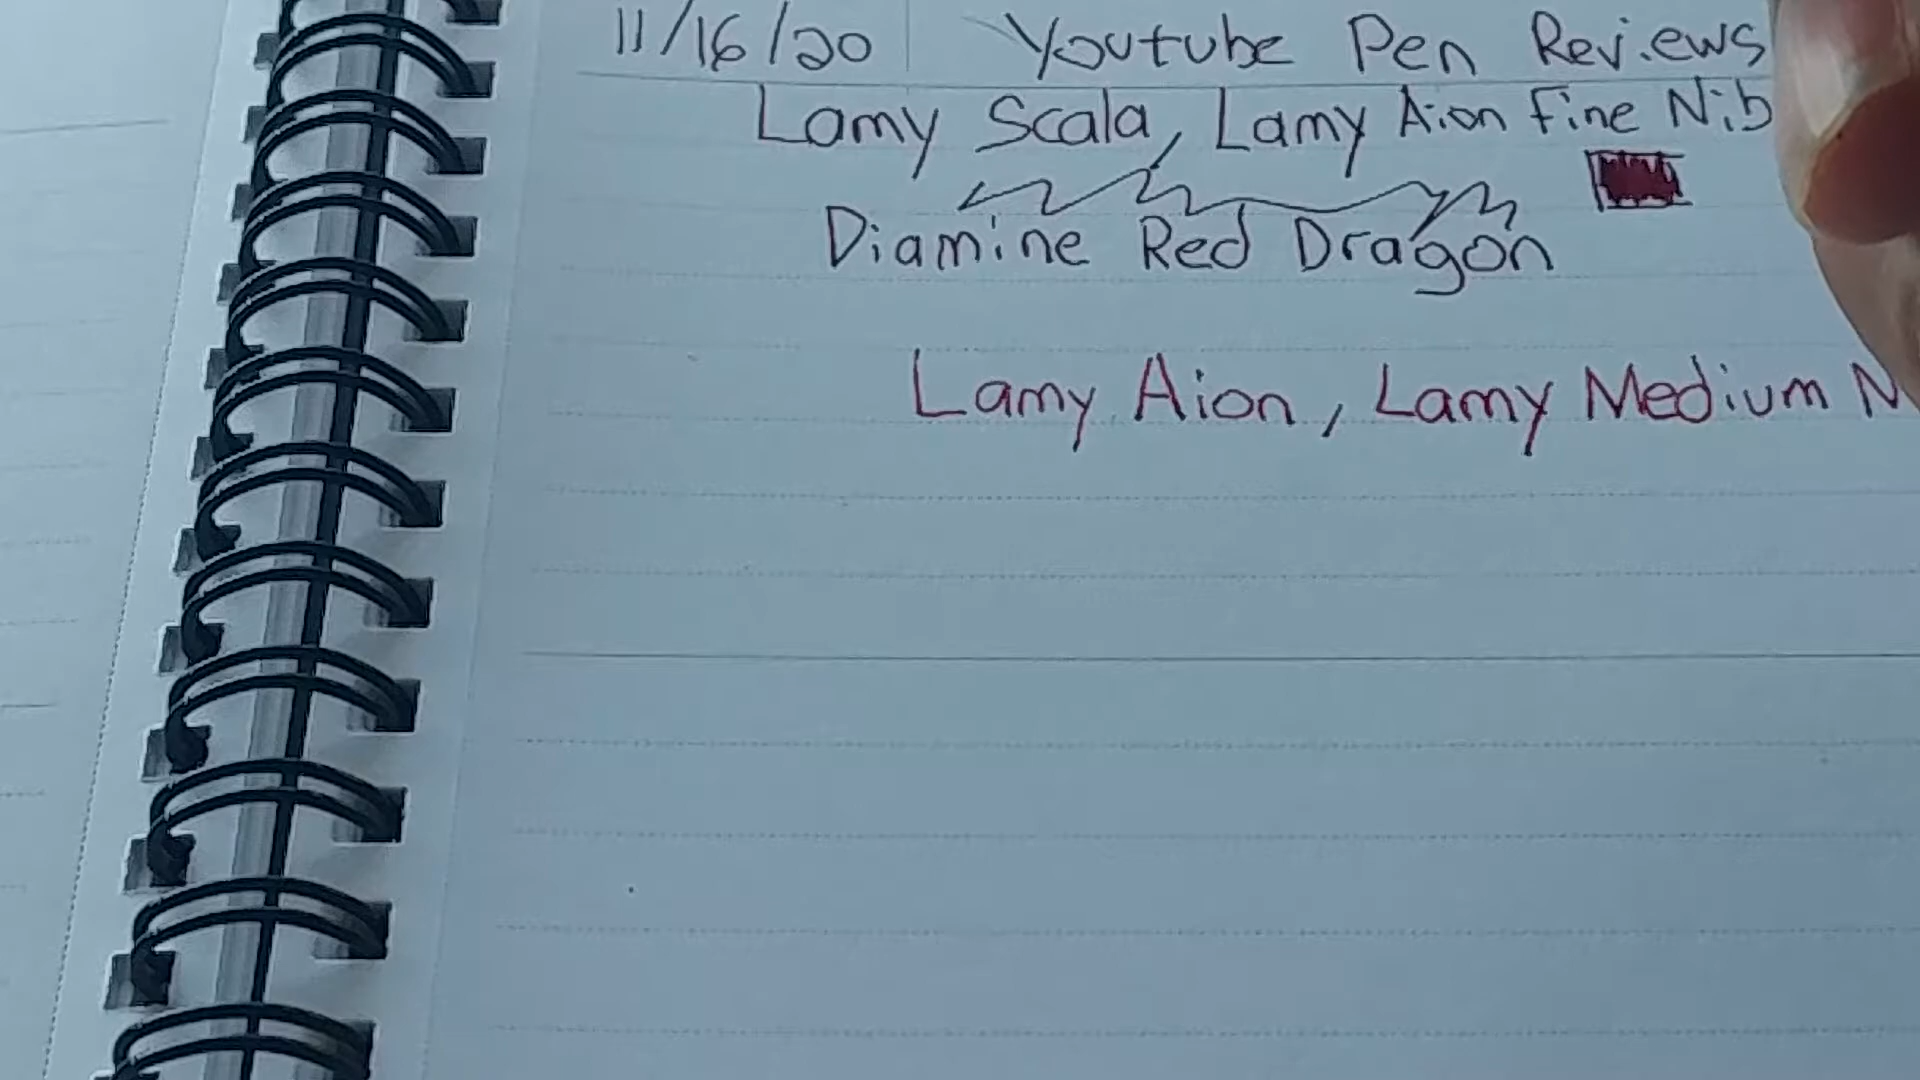 11/16/20 Youtube Pen Reviews
Lamy Scala, Lamy Aion Fine Nib
Diamine Red Dragon
Lamy Aion, Lamy Medium N